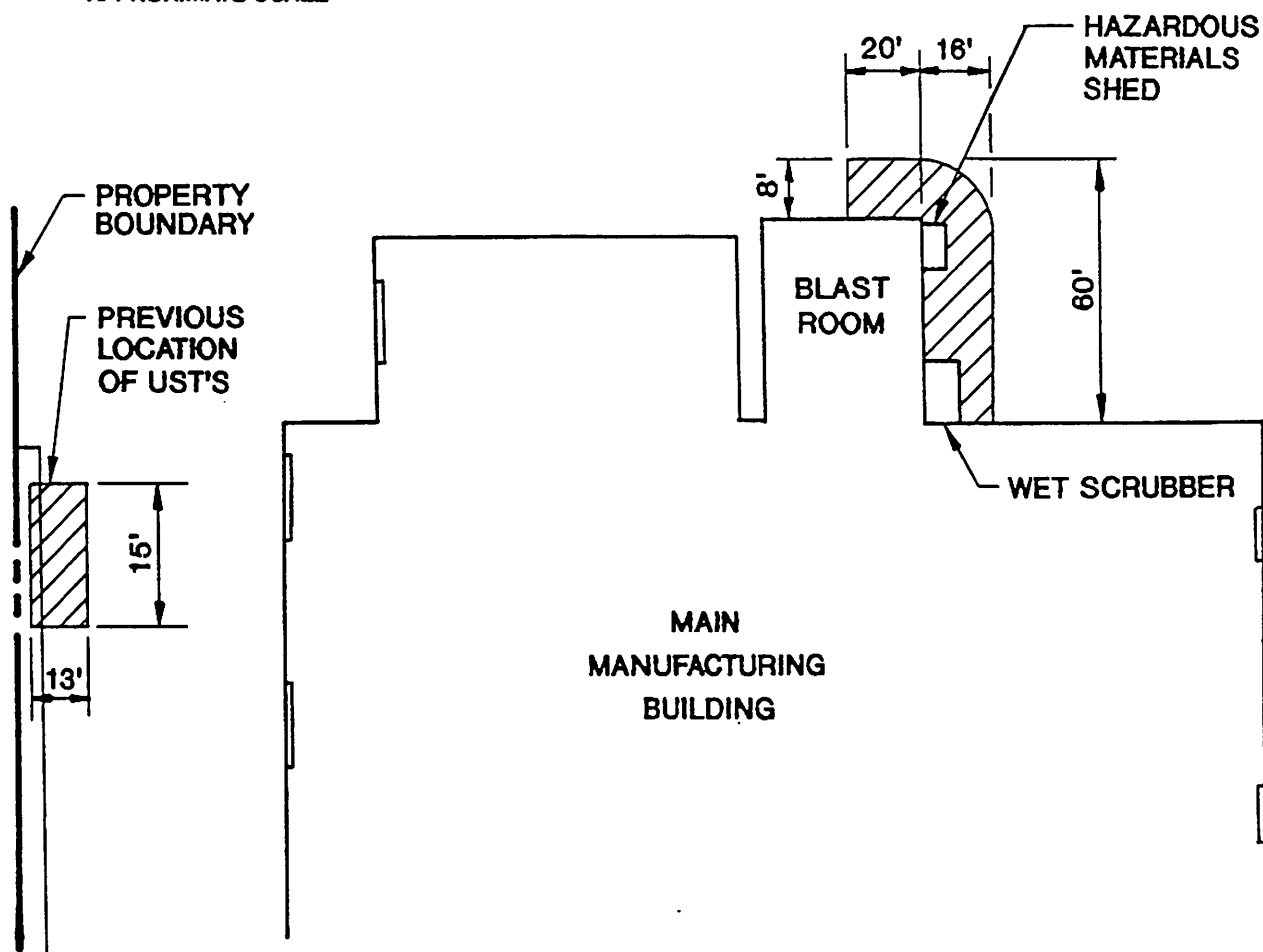 20'
16'
HAZARDOUS
MATERIALS
SHED
8'
PROPERTY
BOUNDARY
60'
BLAST
ROOM
PREVIOUS
LOCATION
OF UST'S
WET SCRUBBER
15'
MAIN
MANUFACTURING
BUILDING
13'